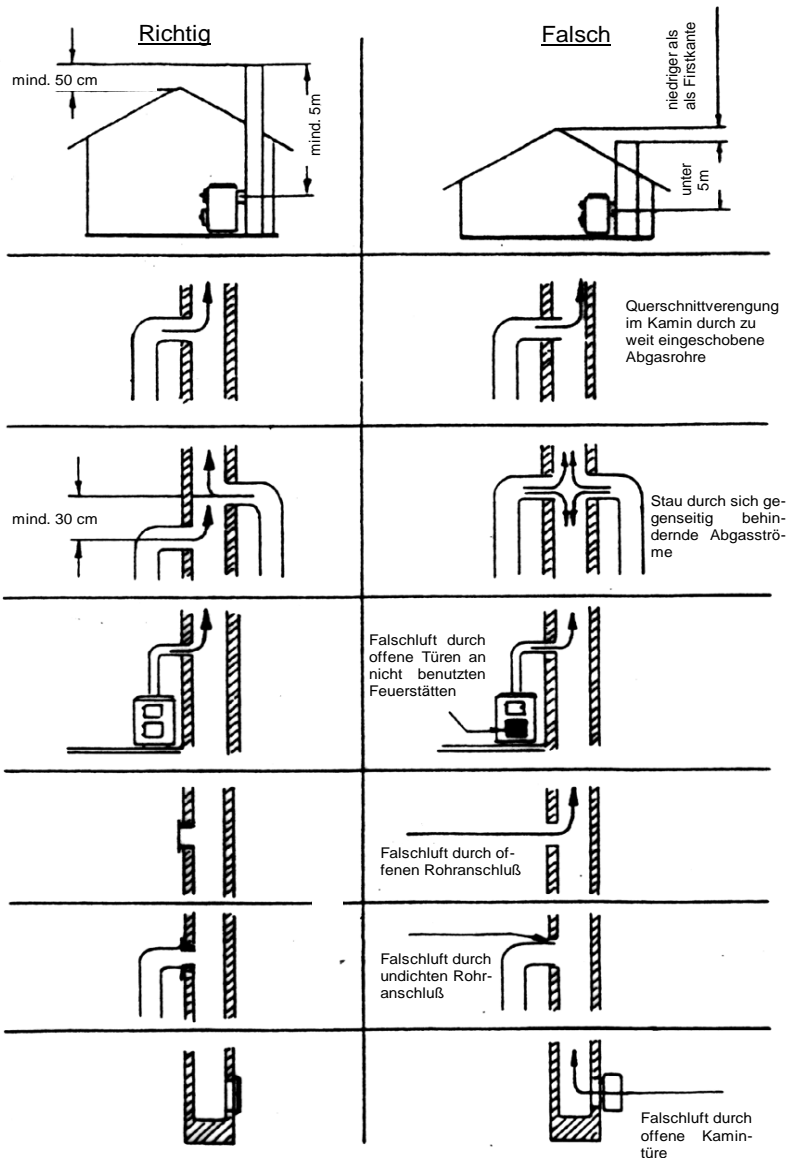 Richtig
Falsch
mind. 50 cm
mind. 5m
niedriger als
als Firstkante
unter
5m
Querschnittverengung
im Kamin durch zu
weit eingeschobene
Abgasrohre
mind. 30 cm
Stau durch sich ge-
genseitig behin-
dernde Abgasströ-
me
Falschluft durch
offene Türen an
nicht benutzten
Feuerstätten
Falschluft durch of-
fenen Rohranschluß
Falschluft durch
undichten Rohr-
anschluß
Falschluft durch
offene Kamin-
türe